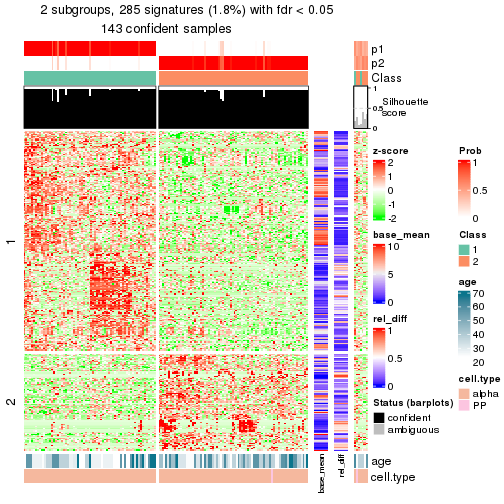 2 subgroups, 285 signatures (1.8%) with fdr < 0.05
143 confident samples
p1
p2
Class
1
0.5
0
Silhouette
score
1
2
z-score
2
1
0
-1
-2
base_mean
10
5
0
rel_diff
1
0.5
0
Status (barplots)
confident
ambiguous
Prob
1
0.5
0
Class
1
2
age
70
60
50
40
30
20
cell.type
alpha
PP
age
cell.type
base_mean
rel_diff